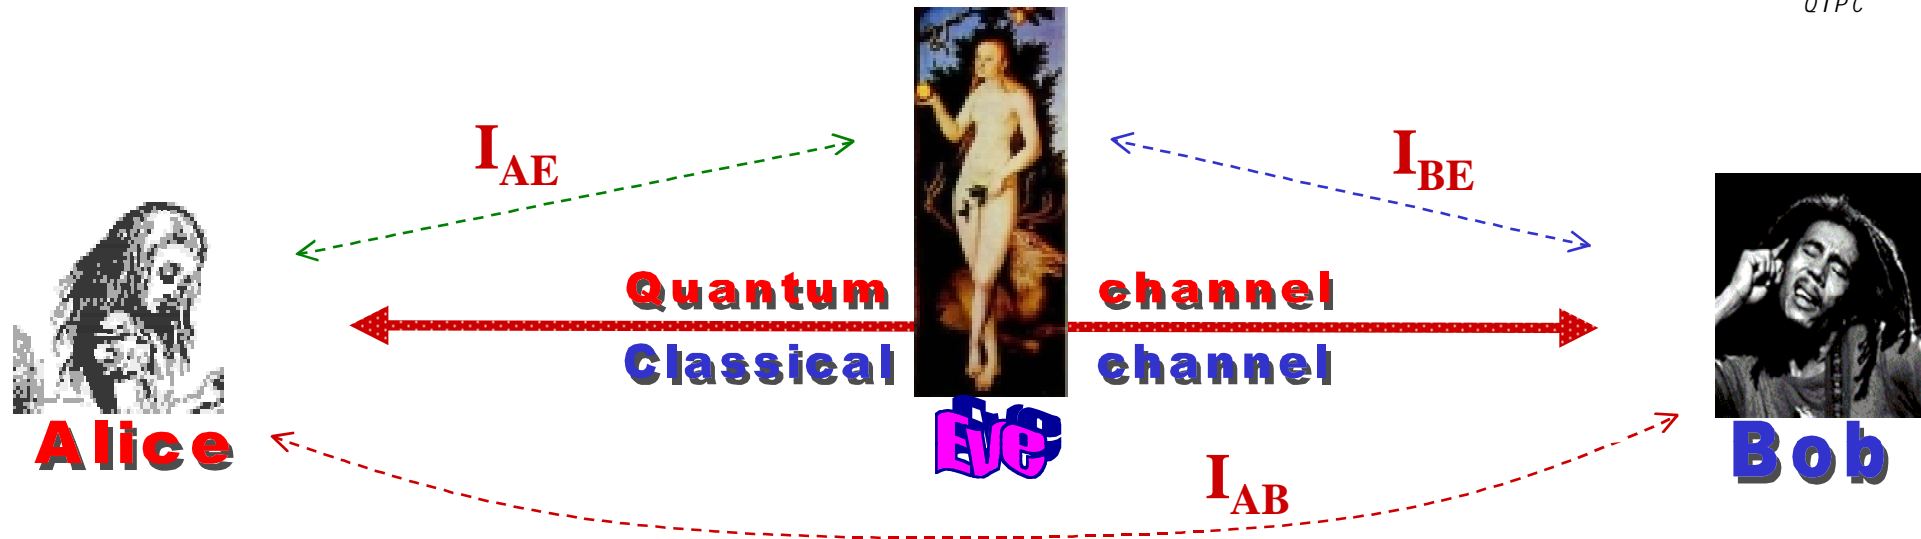 QIPC
I_AE
I_BE
Quantum channel
Classical channel
Alice
Eve
Bob
I_AB